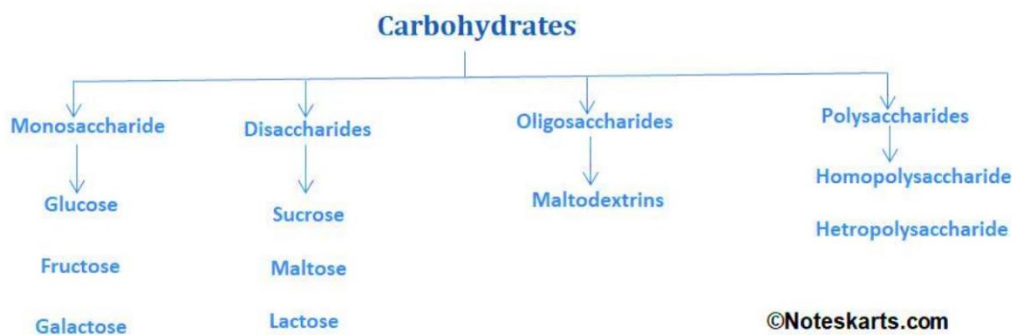 Carbohydrates
Monosaccharide
Glucose
Fructose
Galactose
Disaccharides
Sucrose
Maltose
Lactose
Oligosaccharides
Maltodextrins
Polysaccharides
Homopolysaccharide
Hetropolysaccharide
©Noteskarts.com